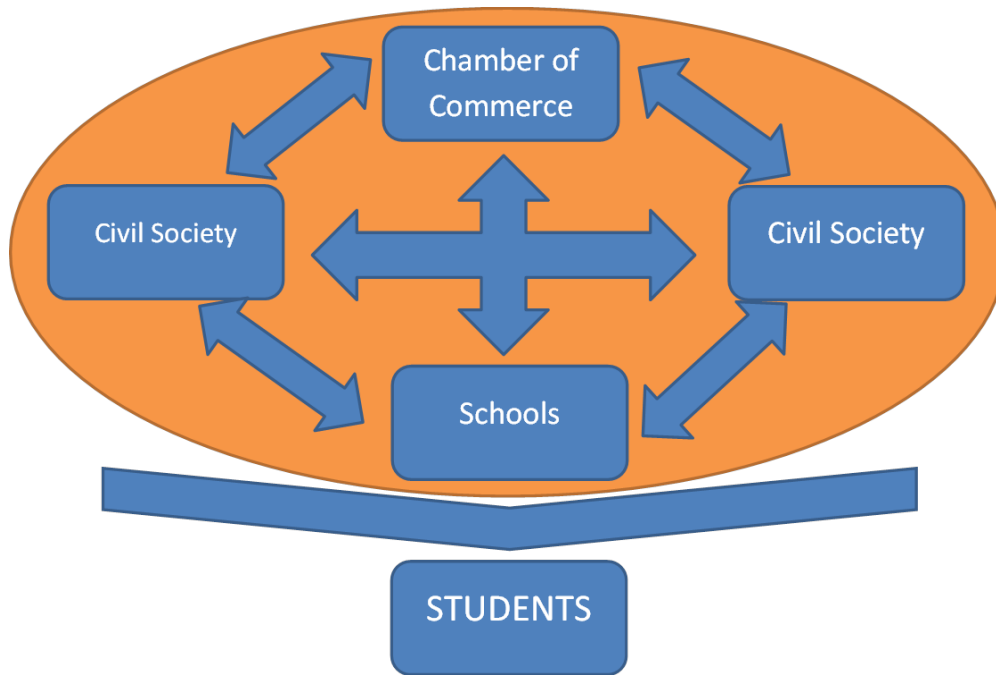 Chamber of
Commerce
Civil Society
Civil Society
Schools
STUDENTS